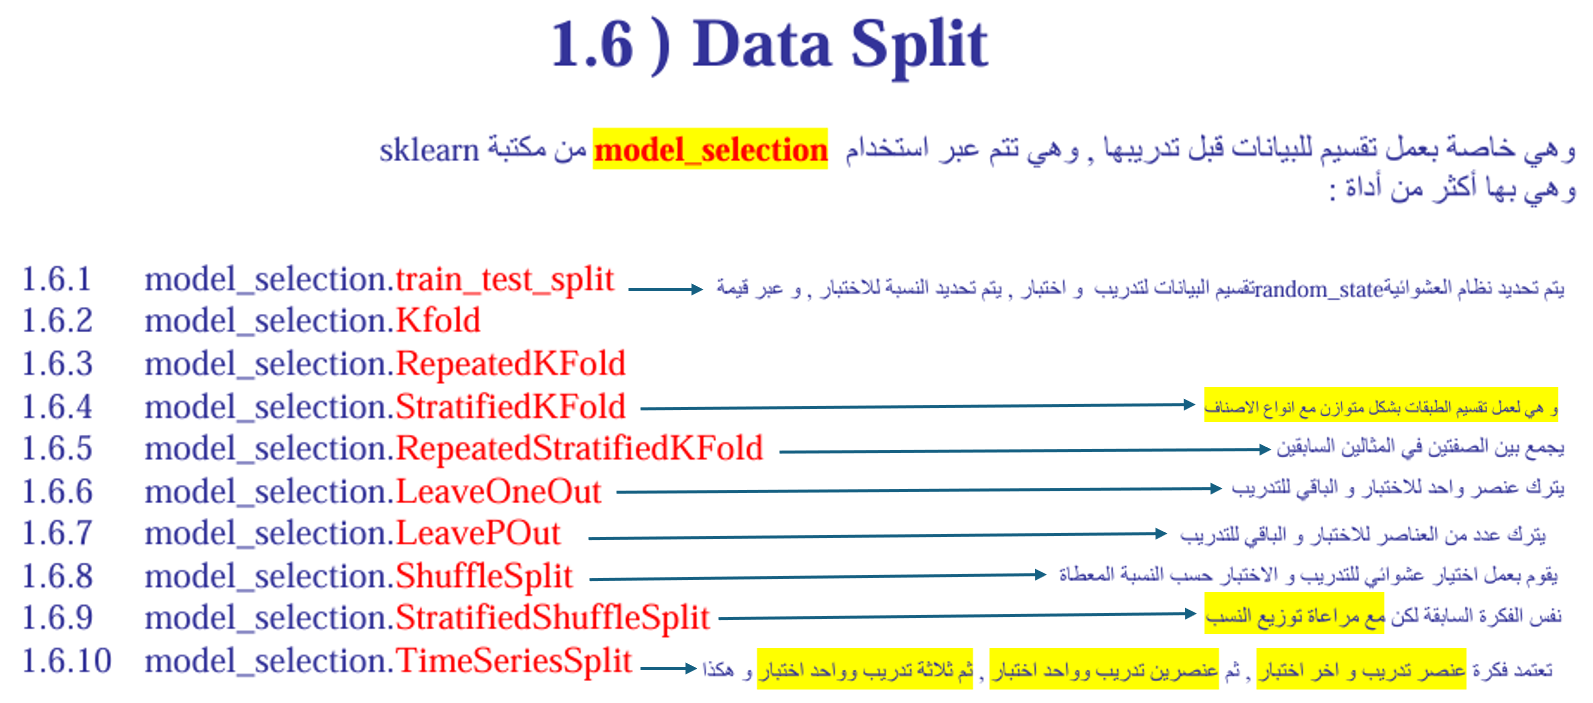 1.6 ) Data Split
وهي خاصة بعمل تقسيم للبيانات قبل تدريبها , وهي تتم عبر استخدام model_selection من مكتبة sklearn
وهي بها أكثر من أداة :
1.6.1 model_selection.train_test_split تقسيم البيانات لتدريب و اختبار , يتم تحديد النسبة للاختبار , و عبر قيمة random_state يتم تحديد نظام العشوائية
1.6.2 model_selection.Kfold
1.6.3 model_selection.RepeatedKFold
1.6.4 model_selection.StratifiedKFold و هي لعمل تقسيم الطبقات بشكل متوازن مع انواع الاصناف
1.6.5 model_selection.RepeatedStratifiedKFold يجمع بين الصفتين في المثالين السابقين
1.6.6 model_selection.LeaveOneOut يترك عنصر واحد للاختبار و الباقي للتدريب
1.6.7 model_selection.LeavePOut يترك عدد من العناصر للاختبار و الباقي للتدريب
1.6.8 model_selection.ShuffleSplit يقوم بعمل اختيار عشوائي للتدريب و الاختبار حسب النسبة المعطاة
1.6.9 model_selection.StratifiedShuffleSplit نفس الفكرة السابقة لكن مع مراعاة توزيع النسب
1.6.10 model_selection.TimeSeriesSplit تعتمد فكرة عنصر تدريب و اخر اختبار , ثم عنصرين تدريب وواحد اختبار , ثم ثلاثة تدريب وواحد اختبار و هكذا